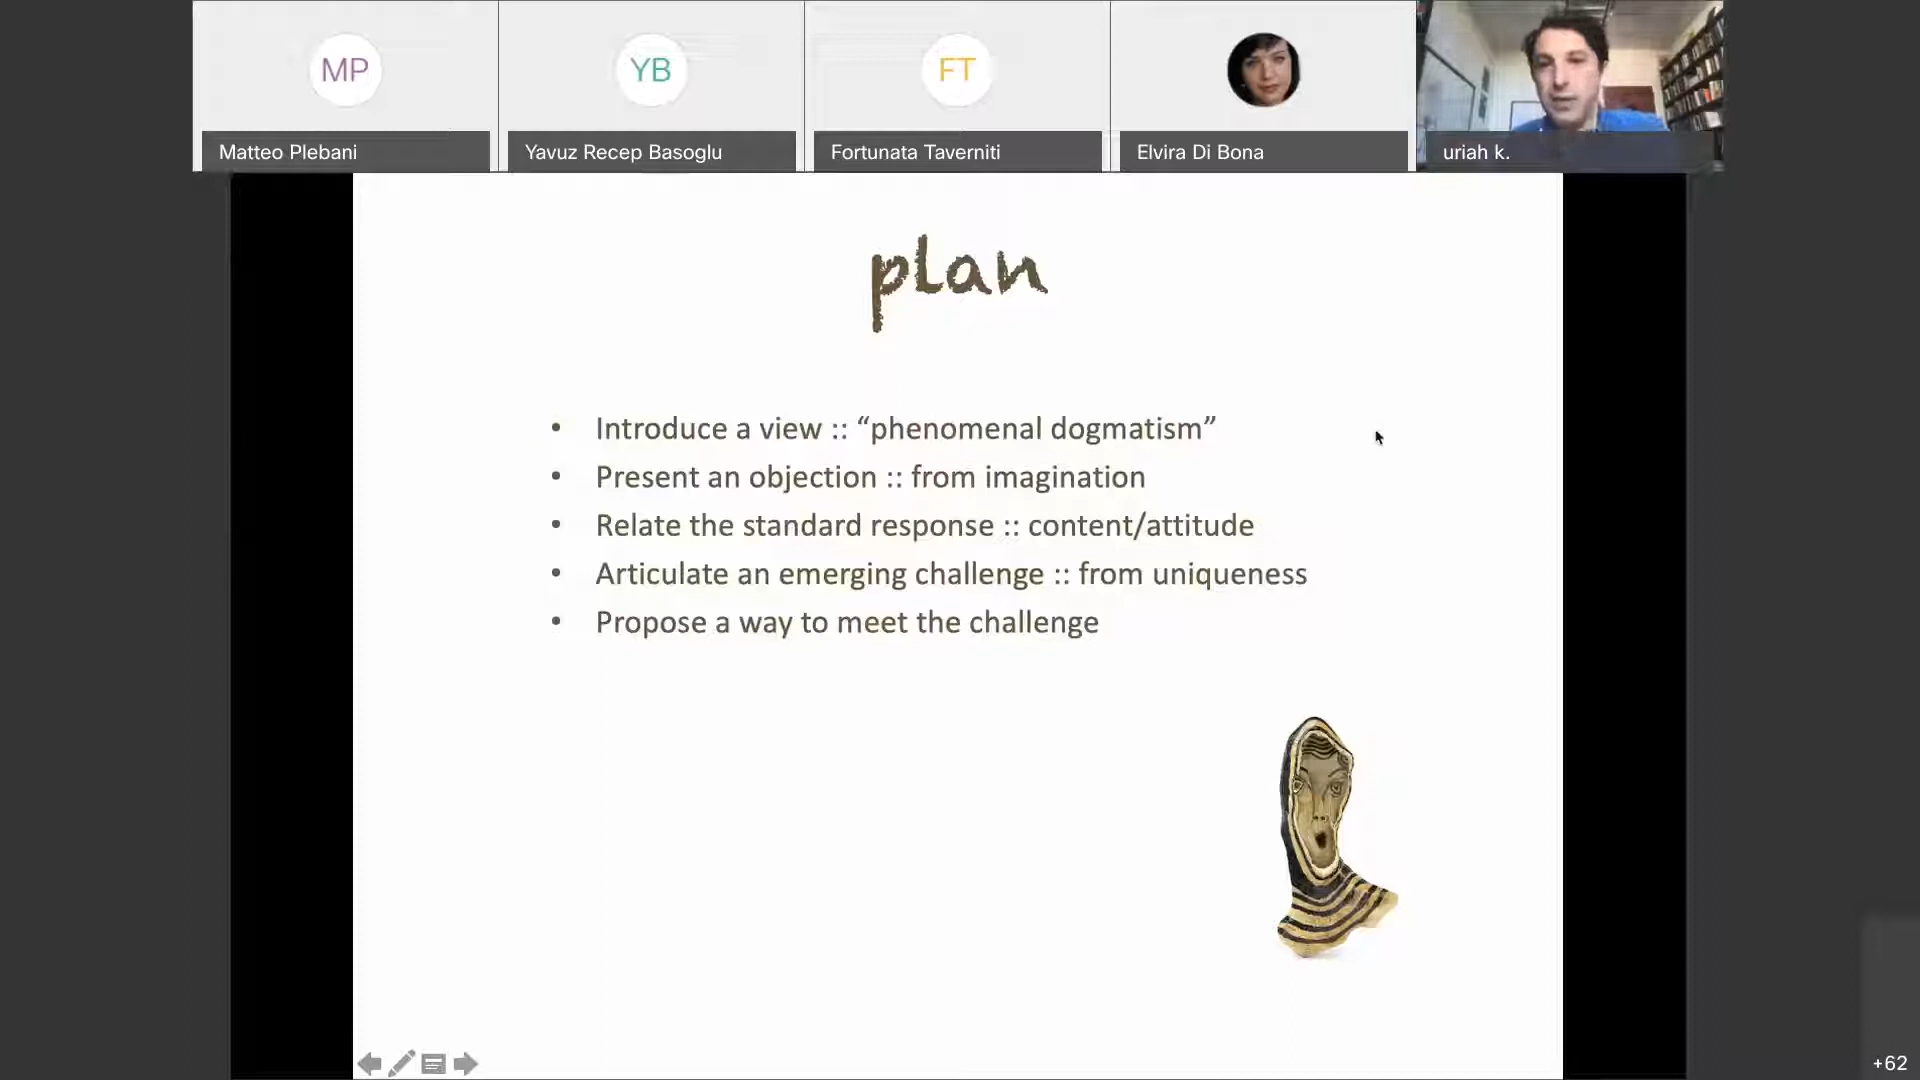 MP
YB
FT
Matteo Plebani
Yavuz Recep Basoglu
Fortunata Taverniti
Elvira Di Bona
uriah k.
plan
• Introduce a view :: “phenomenal dogmatism”
• Present an objection :: from imagination
• Relate the standard response :: content/attitude
• Articulate an emerging challenge :: from uniqueness
• Propose a way to meet the challenge
+62